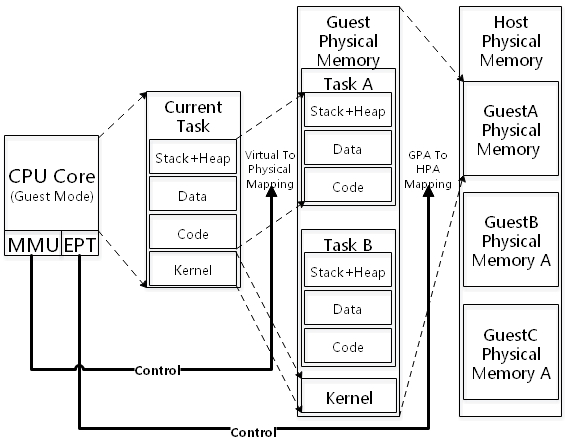 CPU Core
(Guest Mode)
MMU
EPT
Current
Task
Stack+Heap
Data
Code
Kernel
Virtual To
Physical
Mapping
Guest
Physical
Memory
Task A
Stack+Heap
Data
Code
Task B
Stack+Heap
Data
Code
Kernel
GPA To
HPA
Mapping
Host
Physical
Memory
GuestA
Physical
Memory
GuestB
Physical
Memory A
GuestC
Physical
Memory A
Control
Control